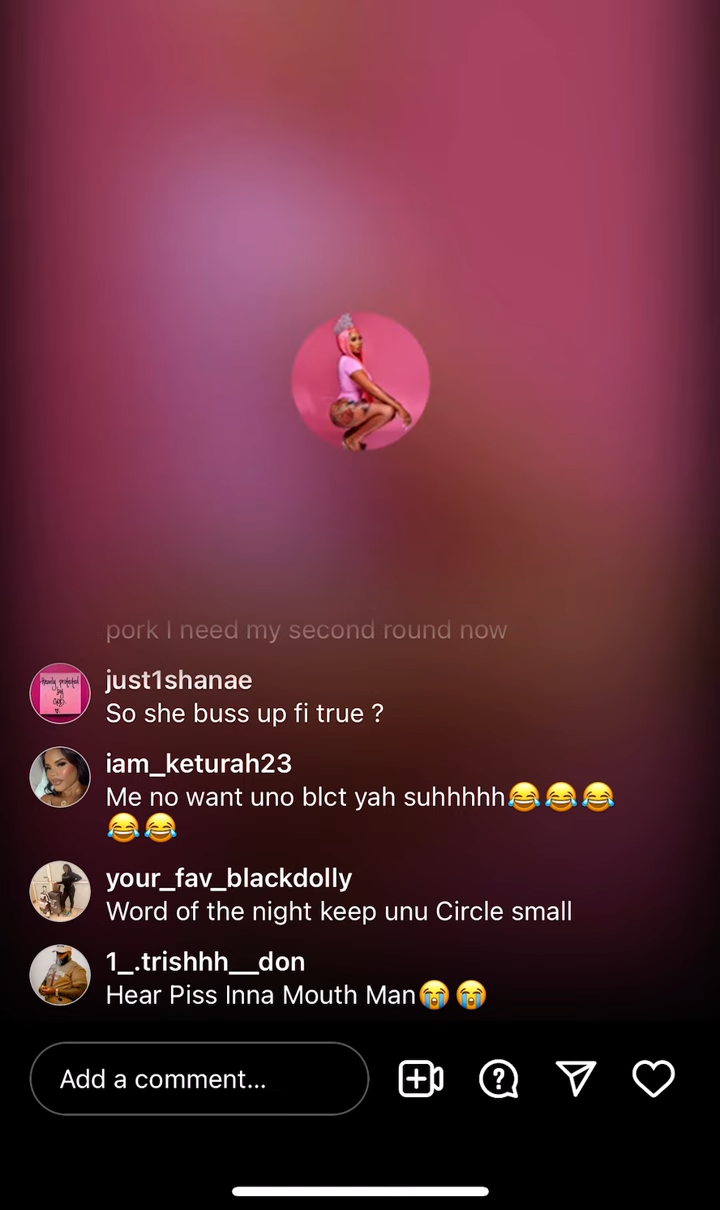 pork I need my second round now
just1shanae
So she buss up fi true ?
iam_keturah23
Me no want uno blct yah suhhhhh😂😂😂
😂😂
your_fav_blackdolly
Word of the night keep unu Circle small
1_.trishhh__don
Hear Piss Inna Mouth Man😭😭
Add a comment...